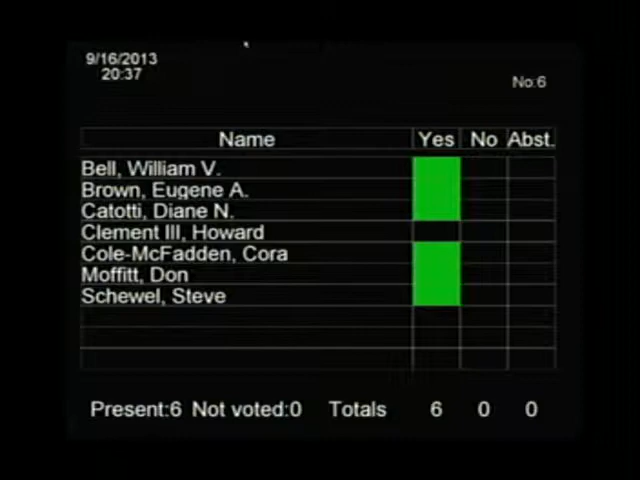 9/16/2013
20:37
No:6
Name Yes No Abst.
Bell, William V.
Brown, Eugene A.
Catotti, Diane N.
Clement III, Howard
Cole-McFadden, Cora
Moffitt, Don
Schewel, Steve
Present:6 Not voted:0 Totals 6 0 0